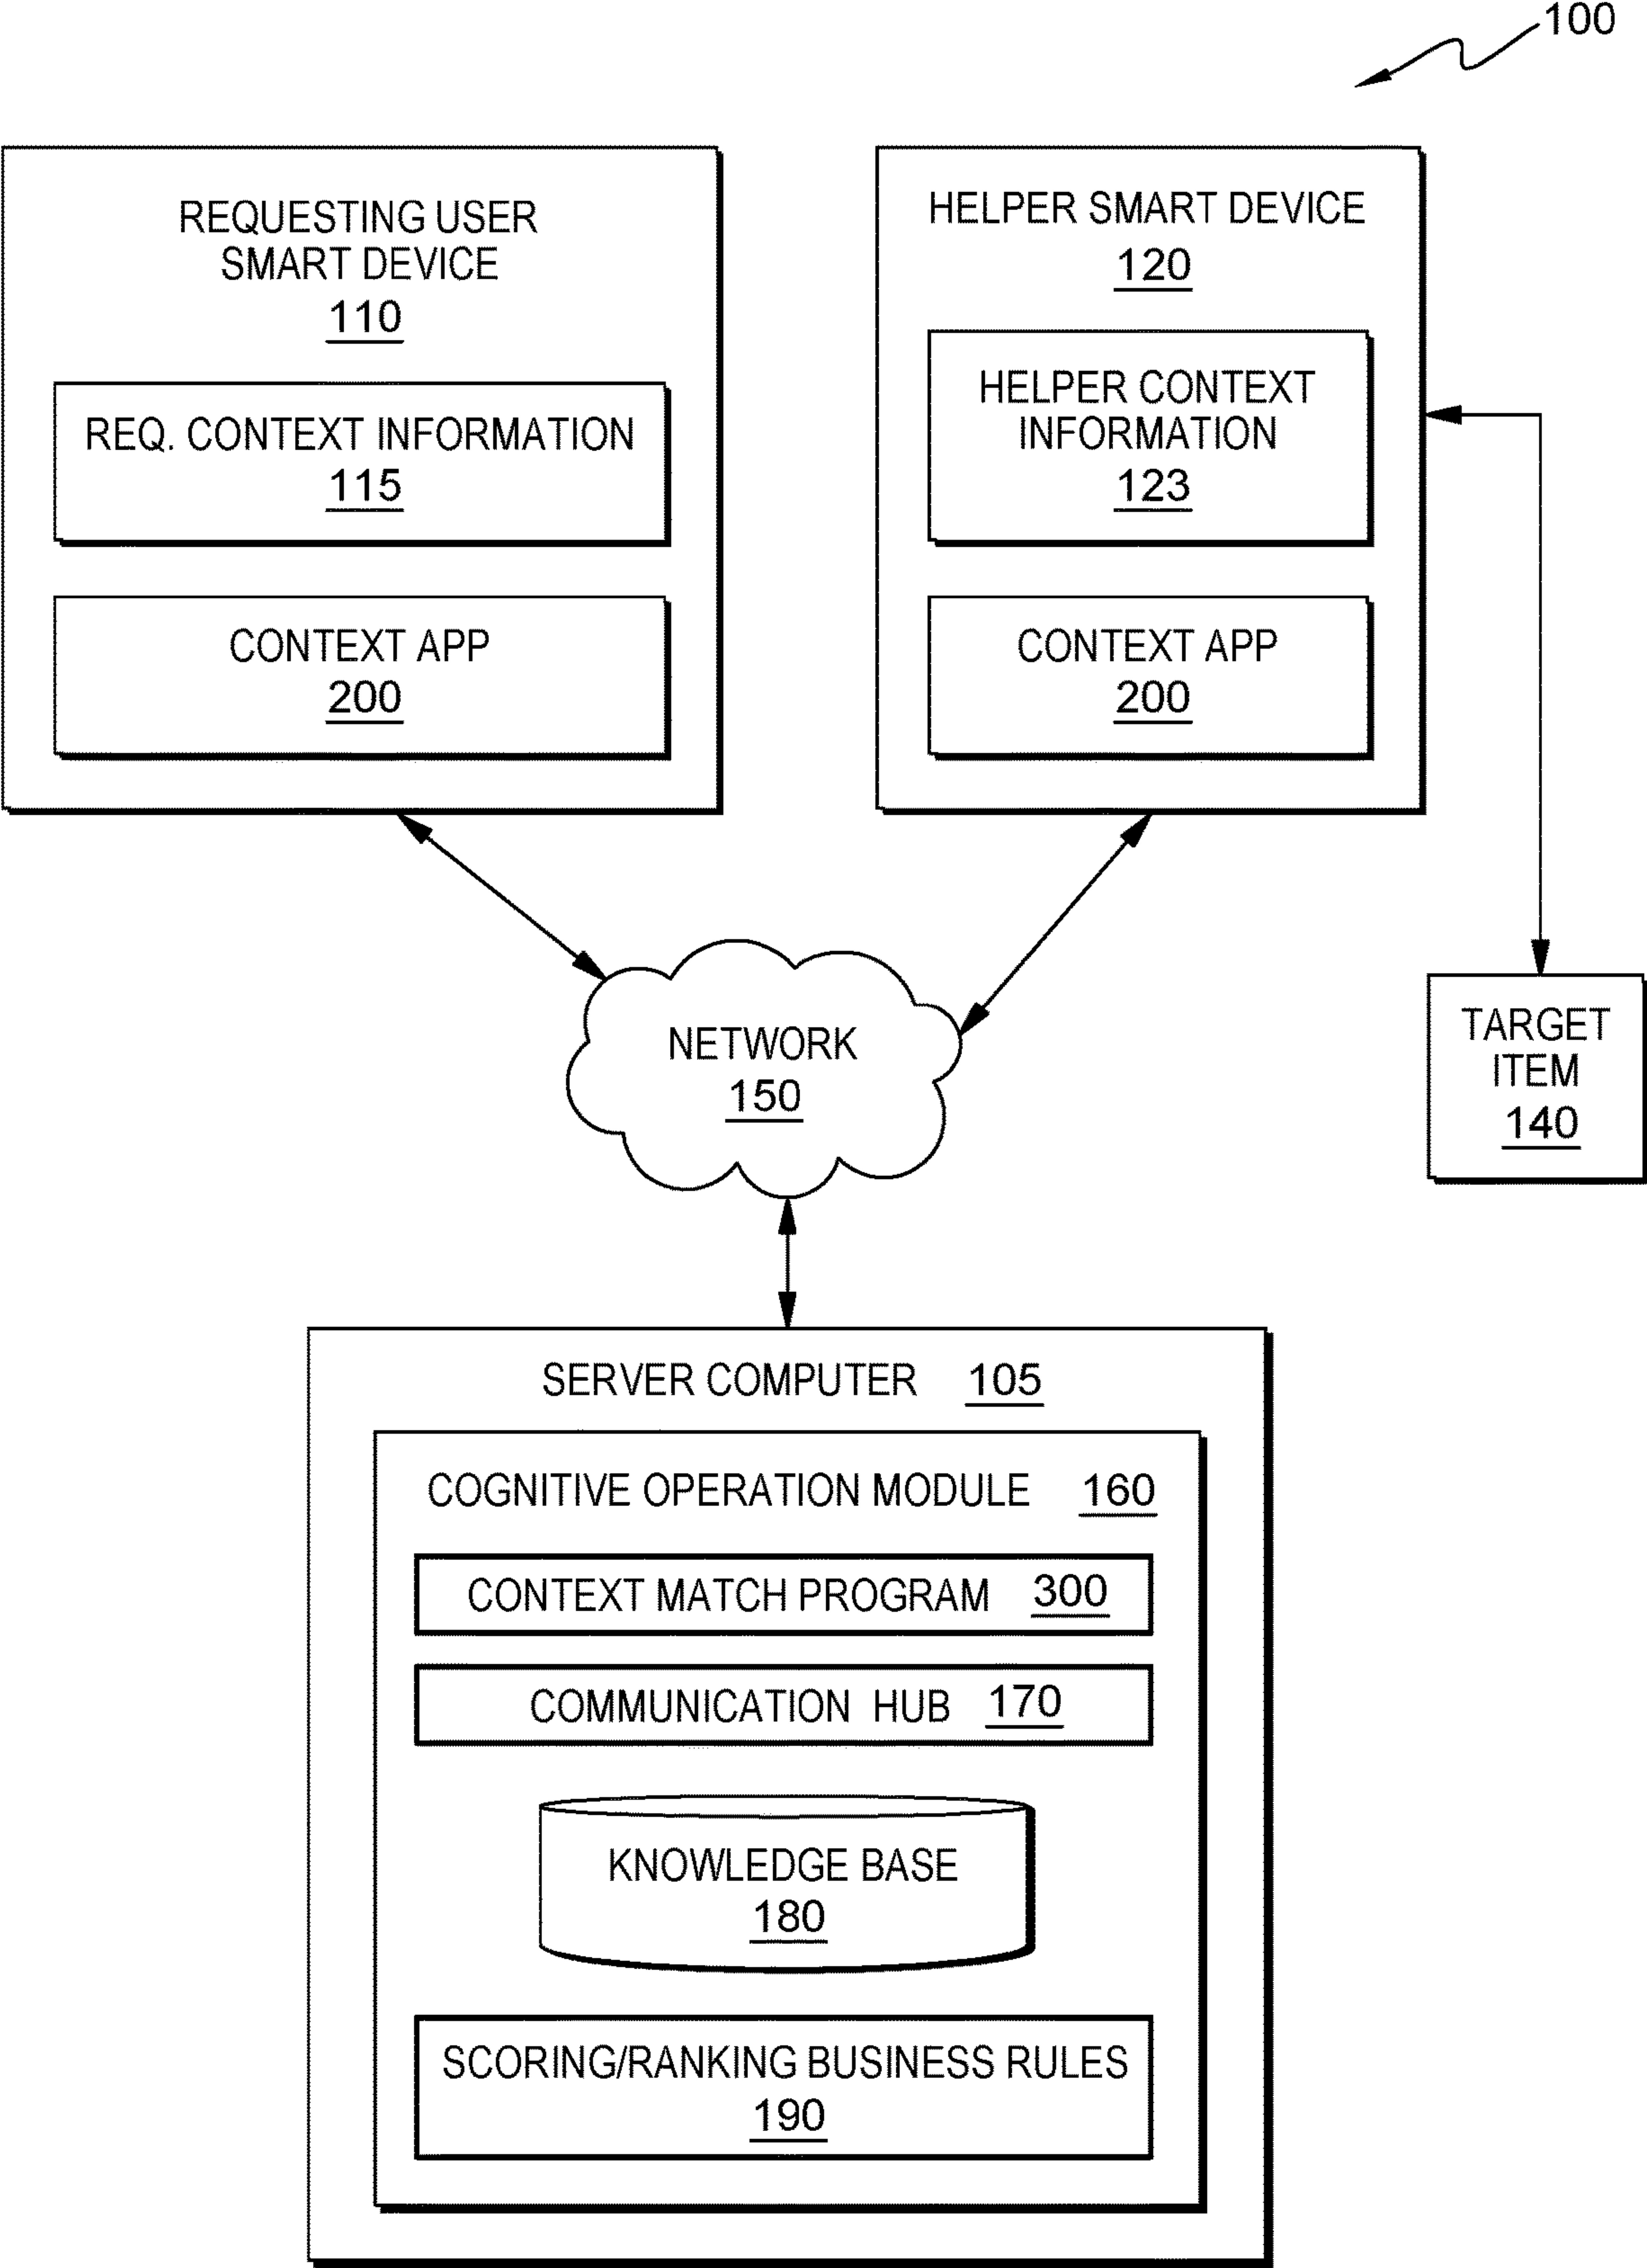 100
REQUESTING USER
SMART DEVICE
110
REQ. CONTEXT INFORMATION
115
CONTEXT APP
200
HELPER SMART DEVICE
120
HELPER CONTEXT
INFORMATION
123
CONTEXT APP
200
NETWORK
150
TARGET
ITEM
140
SERVER COMPUTER 105
COGNITIVE OPERATION MODULE 160
CONTEXT MATCH PROGRAM 300
COMMUNICATION HUB 170
KNOWLEDGE BASE
180
SCORING/RANKING BUSINESS RULES
190